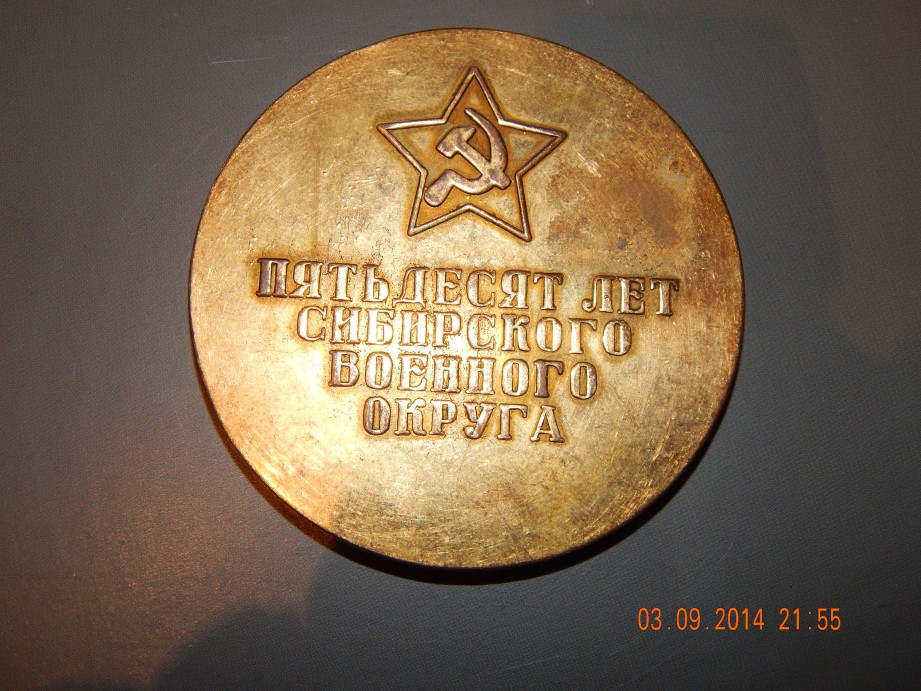 ПЯТЬДЕСЯТ ЛЕТ
СИБИРСКОГО
ВОЕННОГО
ОКРУГА
03.09.2014 21:55